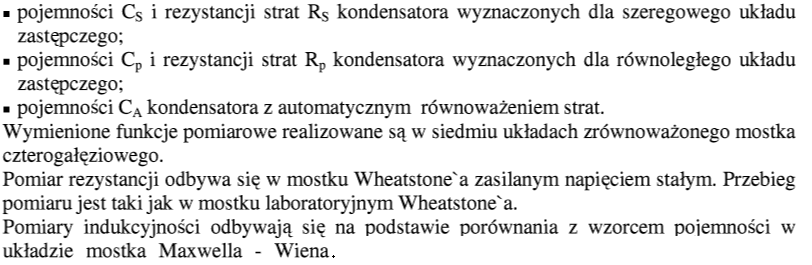 ▪ pojemności C_S i rezystancji strat R_S kondensatora wyznaczonych dla szeregowego układu
zastępczego;
▪ pojemności C_p i rezystancji strat R_p kondensatora wyznaczonych dla równoległego układu
zastępczego;
▪ pojemności C_A kondensatora z automatycznym równoważeniem strat.
Wymienione funkcje pomiarowe realizowane są w siedmiu układach zrównoważonego mostka
czterogałęziowego.
Pomiar rezystancji odbywa się w mostku Wheatstone`a zasilanym napięciem stałym. Przebieg
pomiaru jest taki jak w mostku laboratoryjnym Wheatstone`a.
Pomiary indukcyjności odbywają się na podstawie porównania z wzorcem pojemności w
układzie mostka Maxwella - Wiena.